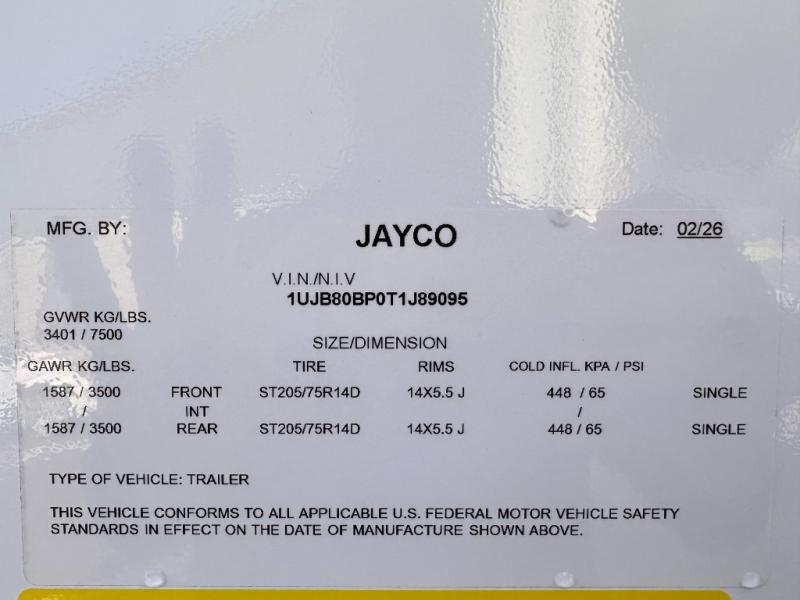 MFG. BY: JAYCO Date: 02/26
V.I.N./N.I.V
1UJB80BP0T1J89095
GVWR KG/LBS.
3401 / 7500
SIZE/DIMENSION
GAWR KG/LBS. TIRE RIMS COLD INFL. KPA / PSI
1587 / 3500 FRONT ST205/75R14D 14X5.5 J 448 / 65 SINGLE
/ INT /
1587 / 3500 REAR ST205/75R14D 14X5.5 J 448 / 65 SINGLE
TYPE OF VEHICLE: TRAILER
THIS VEHICLE CONFORMS TO ALL APPLICABLE U.S. FEDERAL MOTOR VEHICLE SAFETY
STANDARDS IN EFFECT ON THE DATE OF MANUFACTURE SHOWN ABOVE.